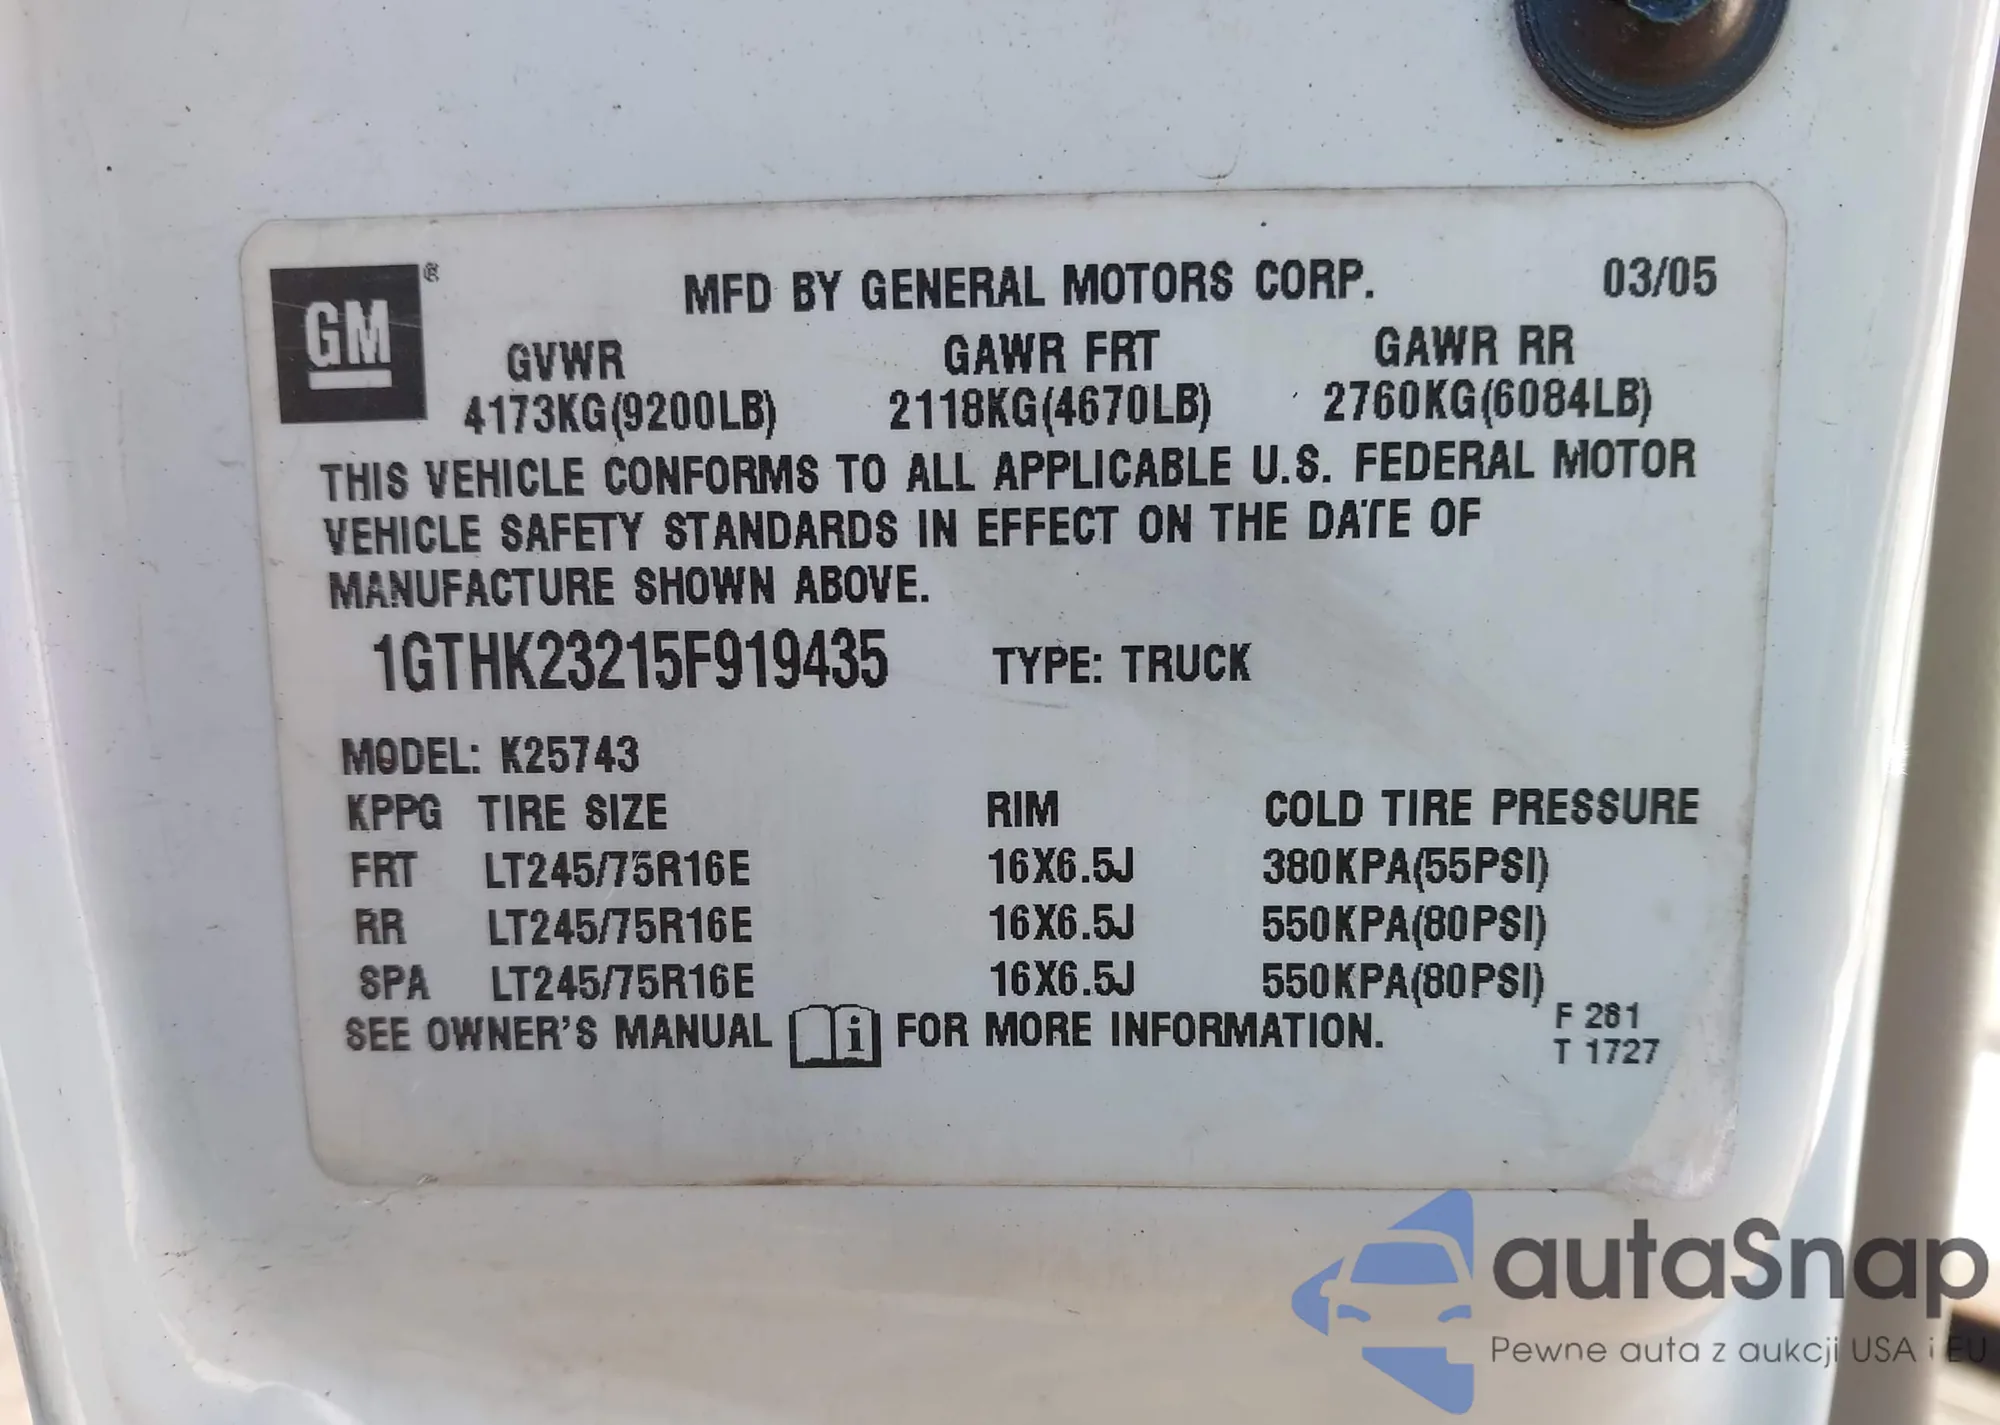 GM®
MFD BY GENERAL MOTORS CORP. 03/05
GVWR GAWR FRT GAWR RR
4173KG(9200LB) 2118KG(4670LB) 2760KG(6084LB)
THIS VEHICLE CONFORMS TO ALL APPLICABLE U.S. FEDERAL MOTOR
VEHICLE SAFETY STANDARDS IN EFFECT ON THE DATE OF
MANUFACTURE SHOWN ABOVE.
1GTHK23215F919435 TYPE: TRUCK
MODEL: K25743
KPPG TIRE SIZE RIM COLD TIRE PRESSURE
FRT LT245/75R16E 16X6.5J 380KPA(55PSI)
RR LT245/75R16E 16X6.5J 550KPA(80PSI)
SPA LT245/75R16E 16X6.5J 550KPA(80PSI)
SEE OWNER'S MANUAL i FOR MORE INFORMATION.
F 261
T 1727
autaSnap
Pewne auta z aukcji USA i EU